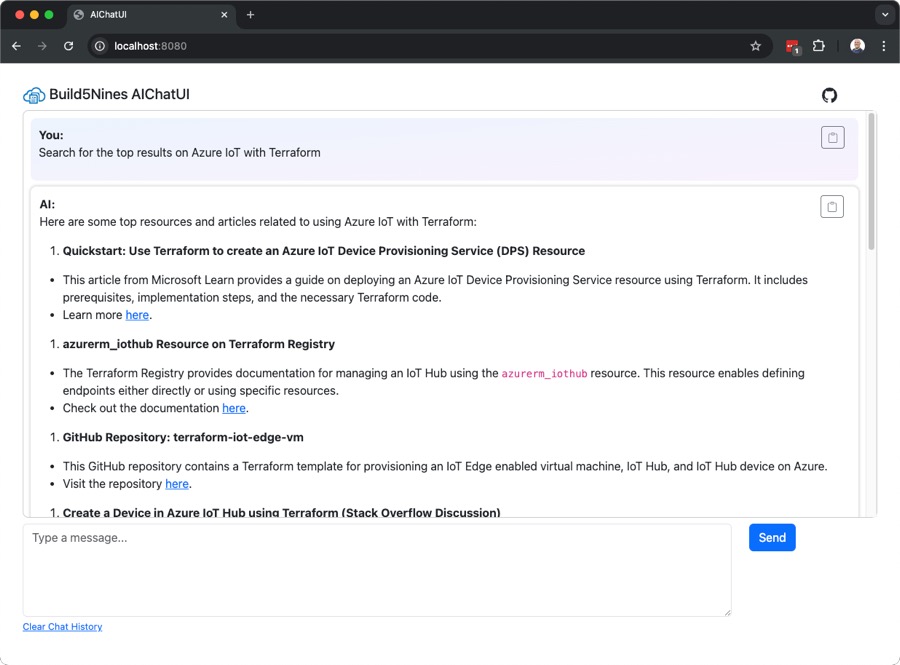 AIChatUI
localhost:8080
1
Build5Nines AIChatUI
You:
Search for the top results on Azure IoT with Terraform
AI:
Here are some top resources and articles related to using Azure IoT with Terraform:
1. Quickstart: Use Terraform to create an Azure IoT Device Provisioning Service (DPS) Resource
• This article from Microsoft Learn provides a guide on deploying an Azure IoT Device Provisioning Service resource using Terraform. It includes
prerequisites, implementation steps, and the necessary Terraform code.
• Learn more here.
1. azurerm_iothub Resource on Terraform Registry
• The Terraform Registry provides documentation for managing an IoT Hub using the azurerm_iothub resource. This resource enables defining
endpoints either directly or using specific resources.
• Check out the documentation here.
1. GitHub Repository: terraform-iot-edge-vm
• This GitHub repository contains a Terraform template for provisioning an IoT Edge enabled virtual machine, IoT Hub, and IoT Hub device on Azure.
• Visit the repository here.
1. Create a Device in Azure IoT Hub using Terraform (Stack Overflow Discussion)
Type a message...
Send
Clear Chat History